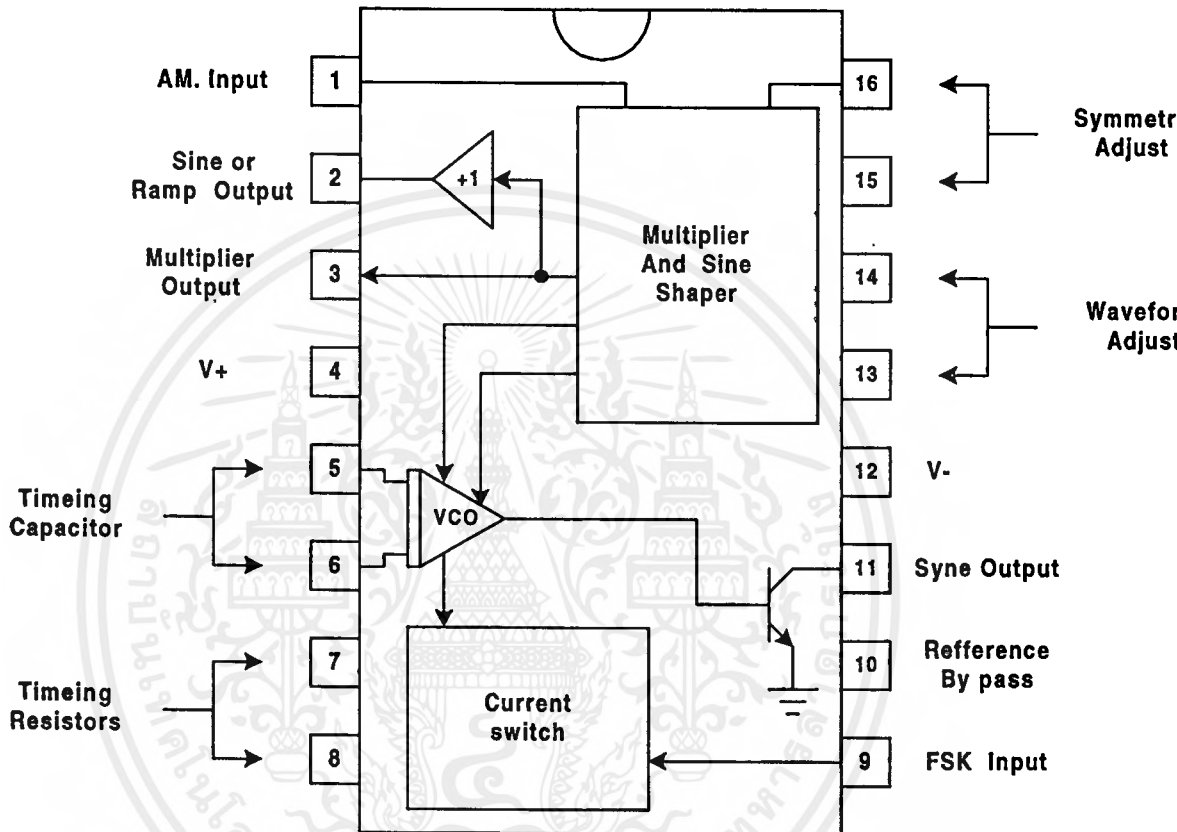 AM. Input
1
16
Symmetr
Adjust
Sine or
Ramp Output
2
+1
15
Multiplier
Output
3
Multiplier
And Sine
Shaper
14
Wavefor
Adjust
V+
4
13
5
12
V-
Timeing
Capacitor
VCO
6
11
Syne Output
7
10
Refference
By pass
Timeing
Resistors
Current
switch
8
9
FSK Input